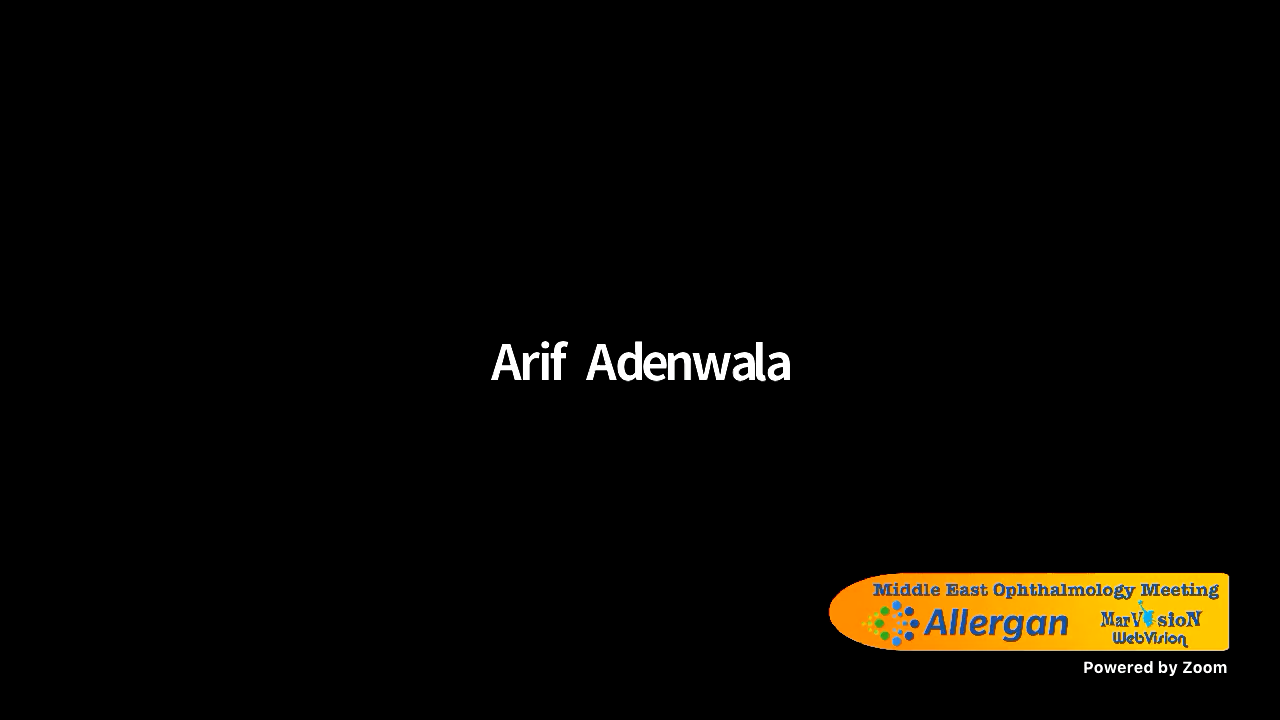 Arif Adenwala
Middle East Ophthalmology Meeting
Allergan
MarVisioN
WebVision
Powered by Zoom